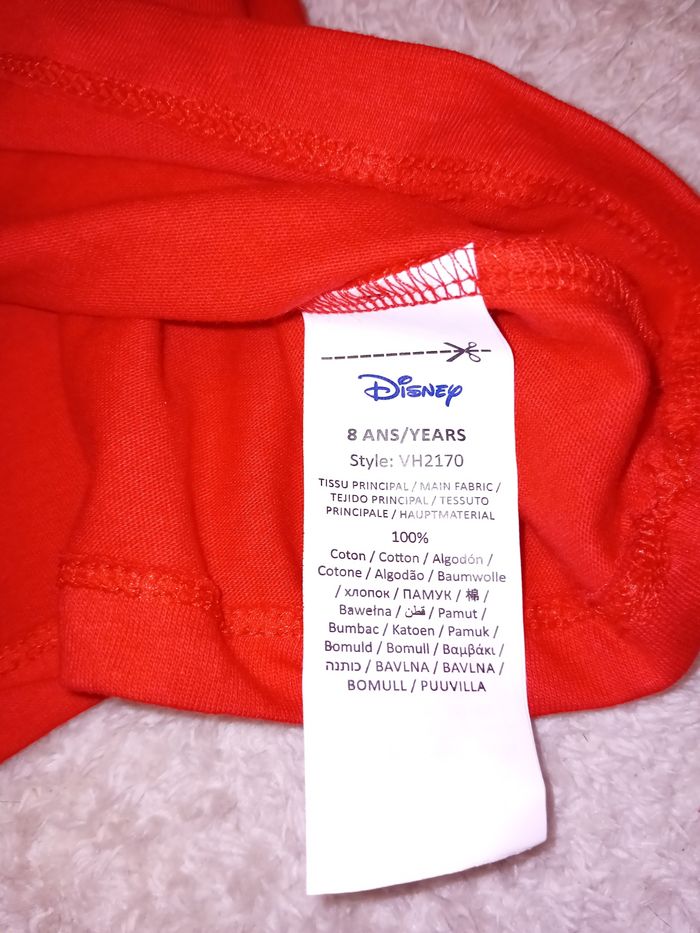 Disney
8 ANS/YEARS
Style: VH2170
TISSU PRINCIPAL / MAIN FABRIC /
TEJIDO PRINCIPAL / TESSUTO
PRINCIPALE / HAUPTMATERIAL
100%
Coton / Cotton / Algodón /
Cotone / Algodão / Baumwolle
/ хлопок / ПАМУК / 棉 /
Bawełna / قطن / Pamut /
Bumbac / Katoen / Pamuk /
Bomuld / Bomull / Βαμβάκι /
כותנה / BAVLNA / BAVLNA /
BOMULL / PUUVILLA